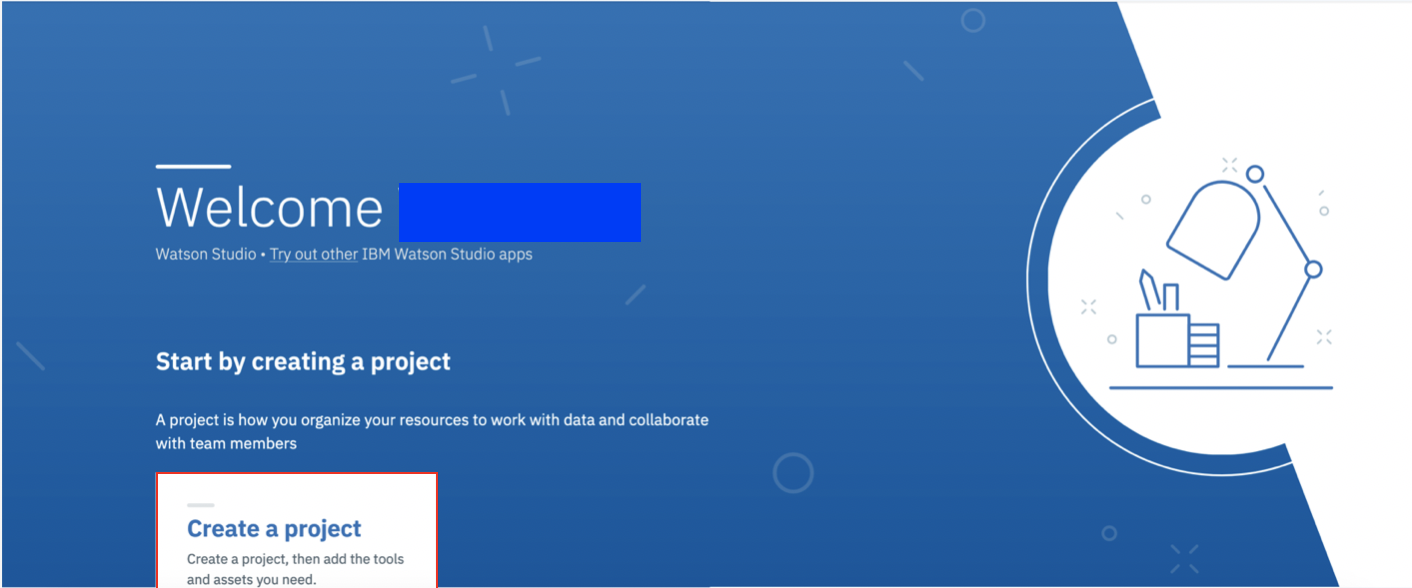 Welcome
Watson Studio • Try out other IBM Watson Studio apps
Start by creating a project
A project is how you organize your resources to work with data and collaborate
with team members
Create a project
Create a project, then add the tools
and assets you need.